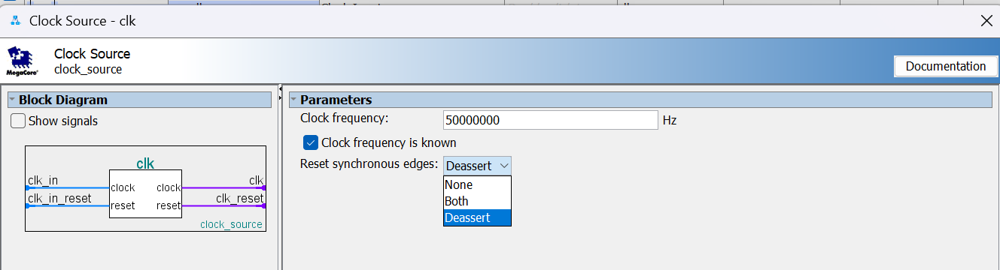 Clock Source - clk
Clock Source
clock_source
MegaCore®
Documentation
Block Diagram
Show signals
clk
clk_in
clk_in_reset
clock
reset
clock
reset
clk
clk_reset
clock_source
Parameters
Clock frequency:
50000000
Hz
Clock frequency is known
Reset synchronous edges:
Deassert
None
Both
Deassert